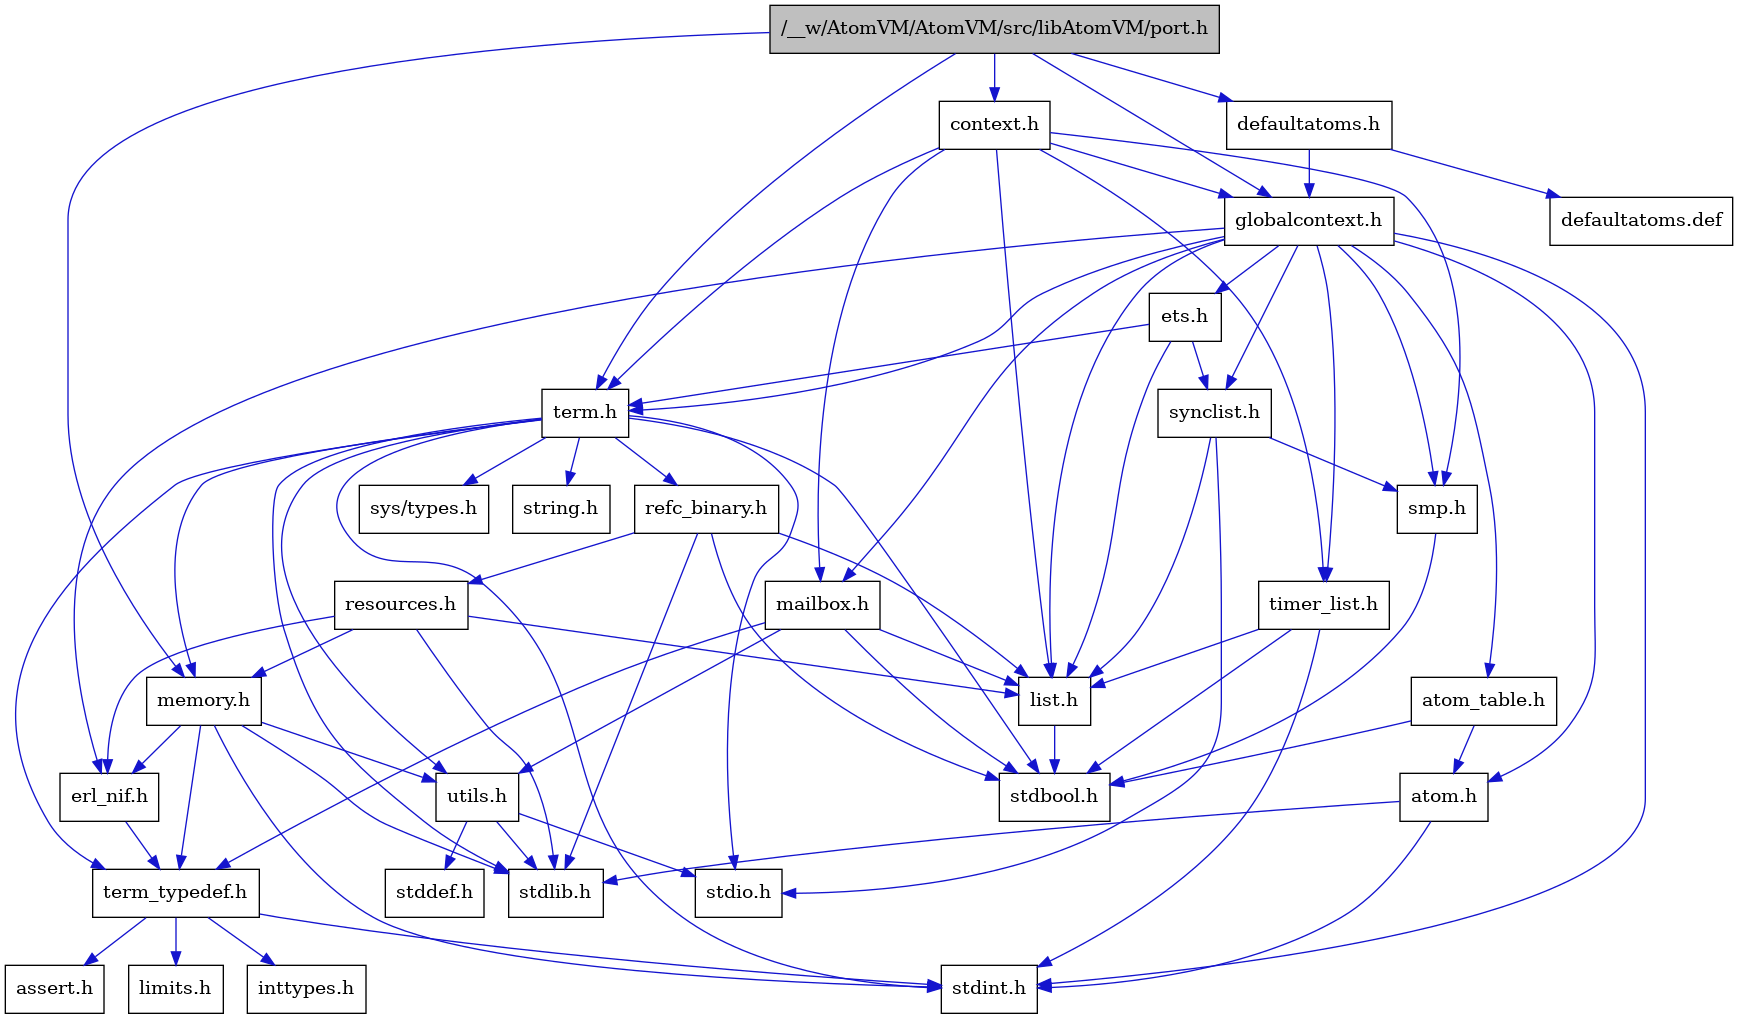 /__w/AtomVM/AtomVM/src/libAtomVM/port.h
context.h
defaultatoms.h
globalcontext.h
defaultatoms.def
ets.h
term.h
synclist.h
sys/types.h
string.h
refc_binary.h
smp.h
resources.h
mailbox.h
timer_list.h
memory.h
list.h
atom_table.h
erl_nif.h
utils.h
stdbool.h
atom.h
term_typedef.h
stddef.h
stdlib.h
stdio.h
assert.h
limits.h
inttypes.h
stdint.h